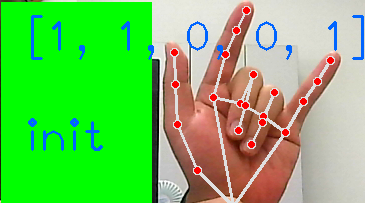 [1, 1, 0, 0, 1]
init